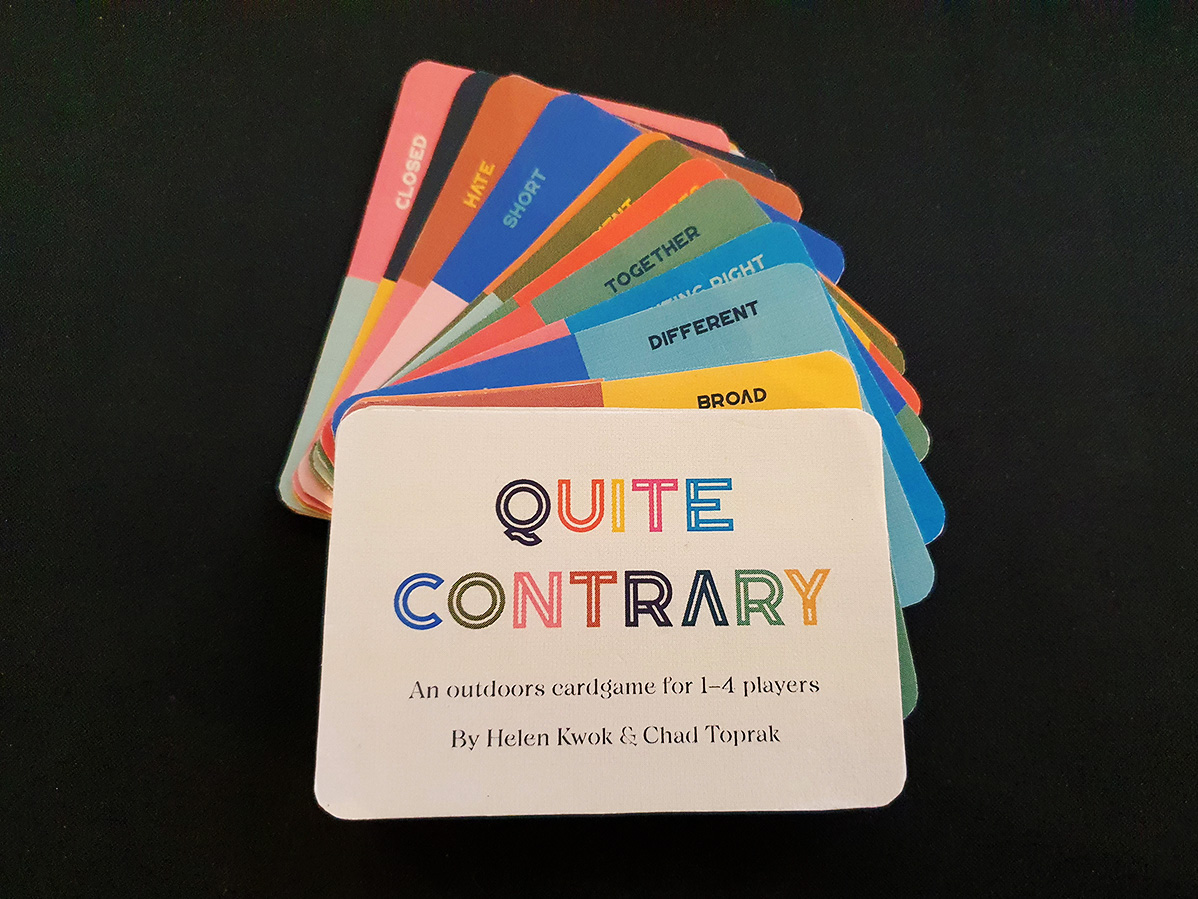 CLOSED
HATE
SHORT
TOGETHER
RIGHT
DIFFERENT
BROAD
QUITE
CONTRARY
An outdoors cardgame for 1–4 players
By Helen Kwok & Chad Toprak